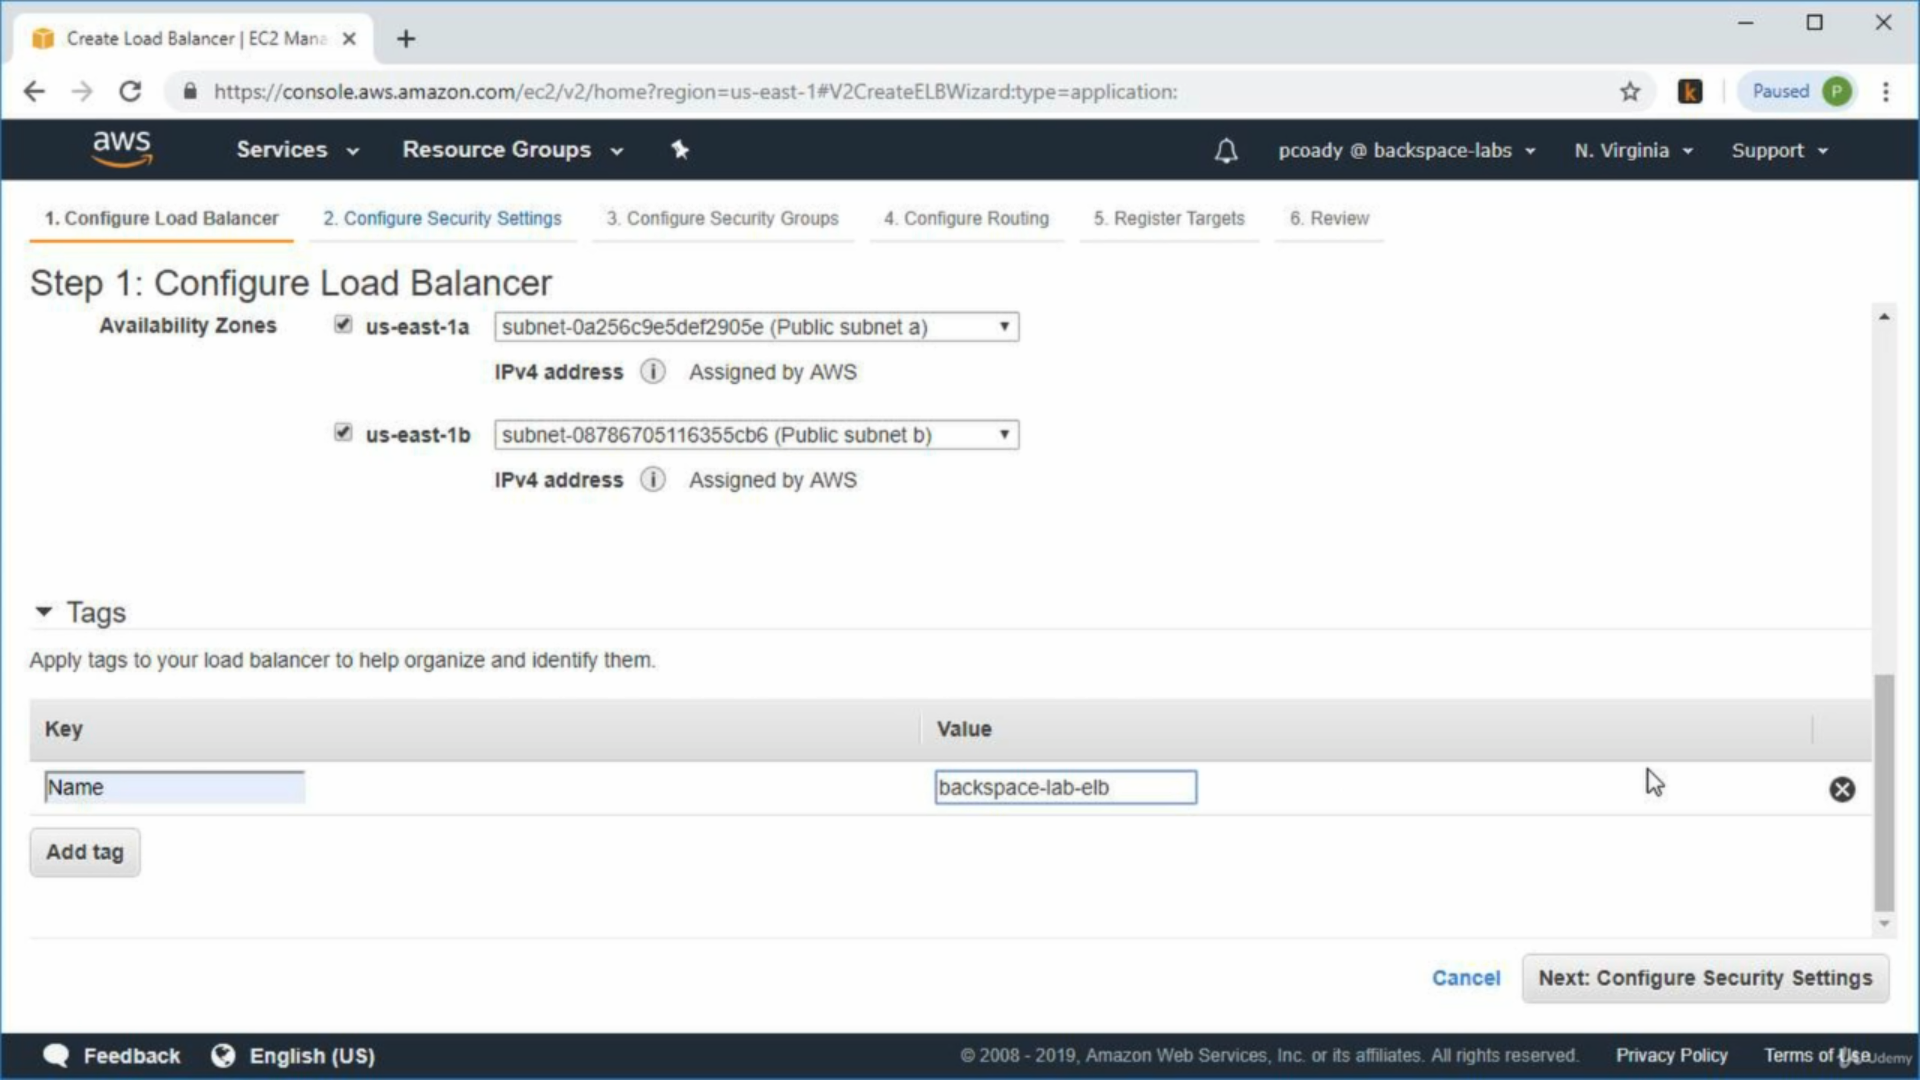 Create Load Balancer | EC2 Mana
https://console.aws.amazon.com/ec2/v2/home?region=us-east-1#V2CreateELBWizard:type=application:
k
Paused P
aws Services Resource Groups pcoady @ backspace-labs N. Virginia Support
1. Configure Load Balancer 2. Configure Security Settings 3. Configure Security Groups 4. Configure Routing 5. Register Targets 6. Review
Step 1: Configure Load Balancer
Availability Zones us-east-1a subnet-0a256c9e5def2905e (Public subnet a)
IPv4 address i Assigned by AWS
us-east-1b subnet-08786705116355cb6 (Public subnet b)
IPv4 address i Assigned by AWS
Tags
Apply tags to your load balancer to help organize and identify them.
Key Value
Name backspace-lab-elb
Add tag
Cancel Next: Configure Security Settings
Feedback English (US) © 2008 - 2019, Amazon Web Services, Inc. or its affiliates. All rights reserved. Privacy Policy Terms of Use
Udemy